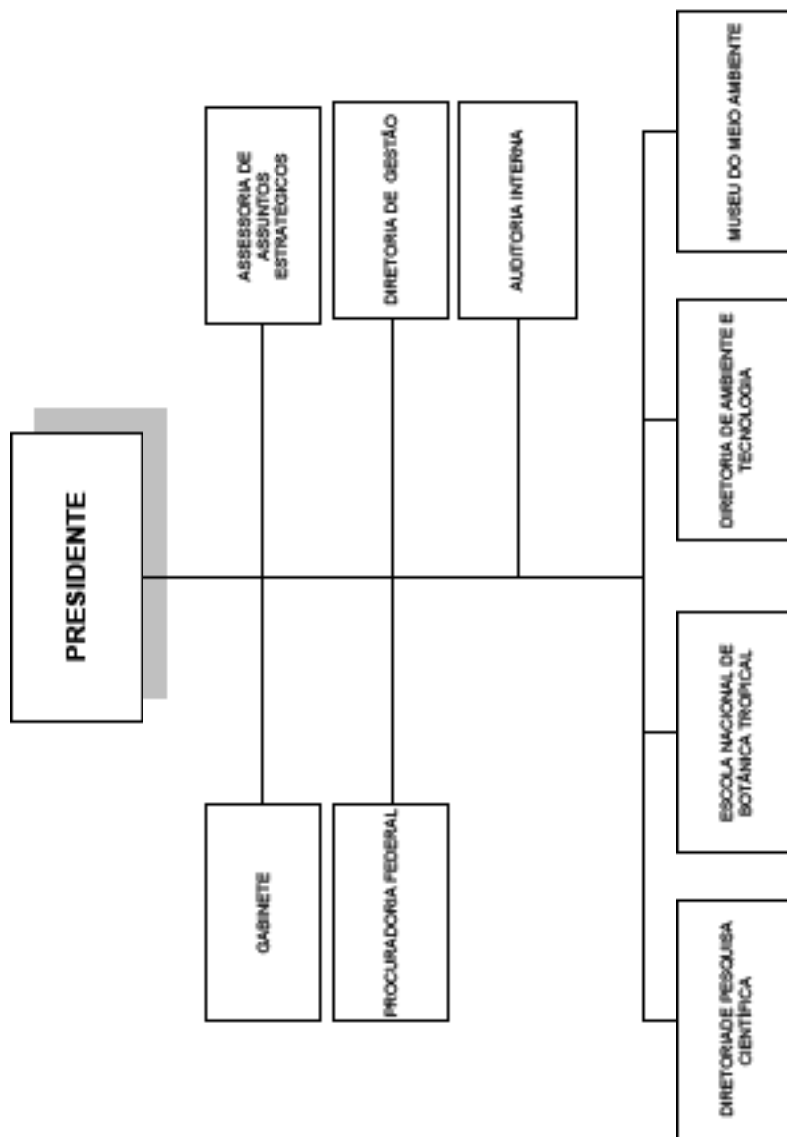 PRESIDENTE
GABINETE
ASSESSORIA DE
ASSUNTOS
ESTRATÉGICOS
PROCURADORIA FEDERAL
DIRETORIA DE GESTÃO
AUDITORIA INTERNA
DIRETORIADE PESQUISA
CIENTÍFICA
ESCOLA NACIONAL DE
BOTÂNICA TROPICAL
DIRETORIA DE AMBIENTE E
TECNOLOGIA
MUSEU DO MEIO AMBIENTE